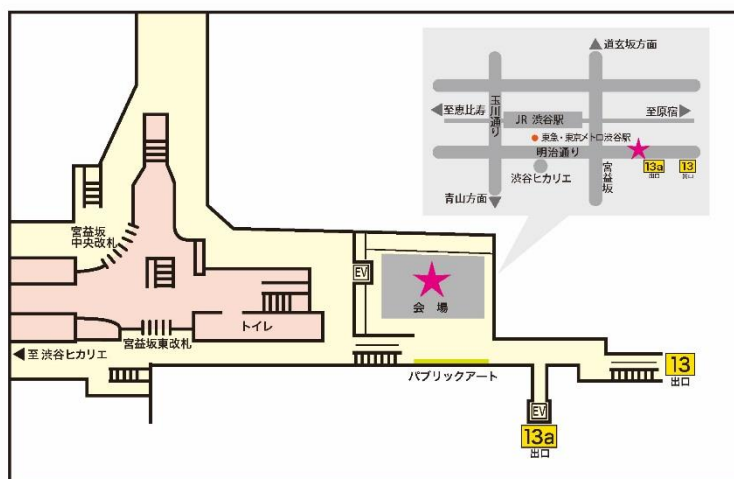 道玄坂方面
玉川通り
至恵比寿
JR 渋谷駅
至原宿
東急・東京メトロ渋谷駅
明治通り
13a
出口
13
出口
渋谷ヒカリエ
宮益坂
青山方面
宮益坂
中央改札
EV
会場
トイレ
宮益坂東改札
至 渋谷ヒカリエ
パブリックアート
13
出口
EV
13a
出口